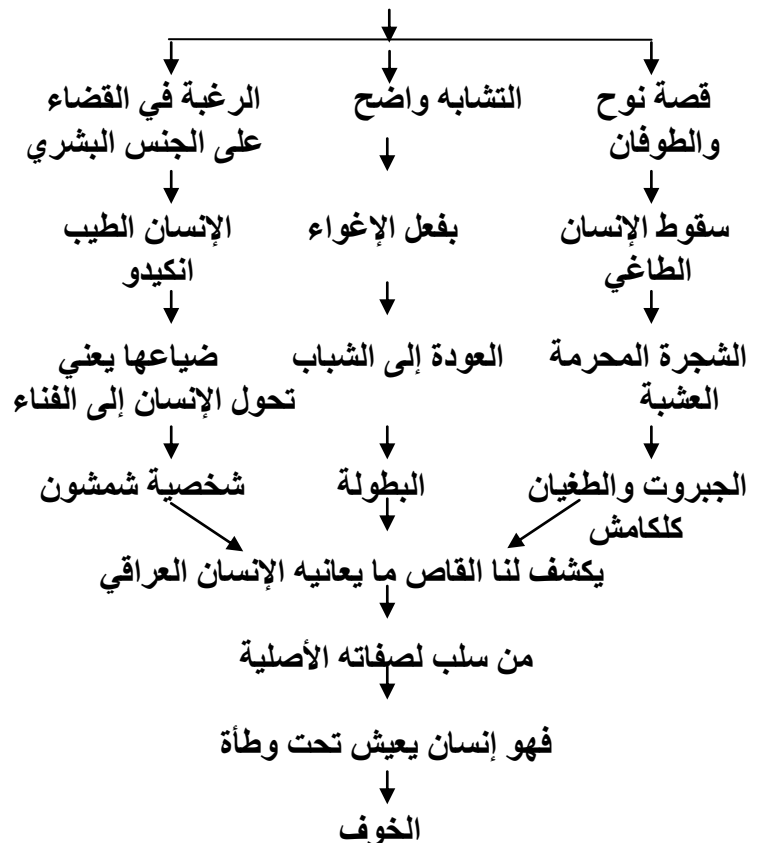 قصة نوح
والطوفان
التشابه واضح
الرغبة في القضاء
على الجنس البشري
سقوط الإنسان
الطاغي
بفعل الإغواء
الإنسان الطيب
انكيدو
الشجرة المحرمة
العشبة
العودة إلى الشباب
ضياعها يعني
تحول الإنسان إلى الفناء
الجبروت والطغيان
كلكامش
البطولة
شخصية شمشون
يكشف لنا القاص ما يعانيه الإنسان العراقي
من سلب لصفاته الأصلية
فهو إنسان يعيش تحت وطأة
الخوف